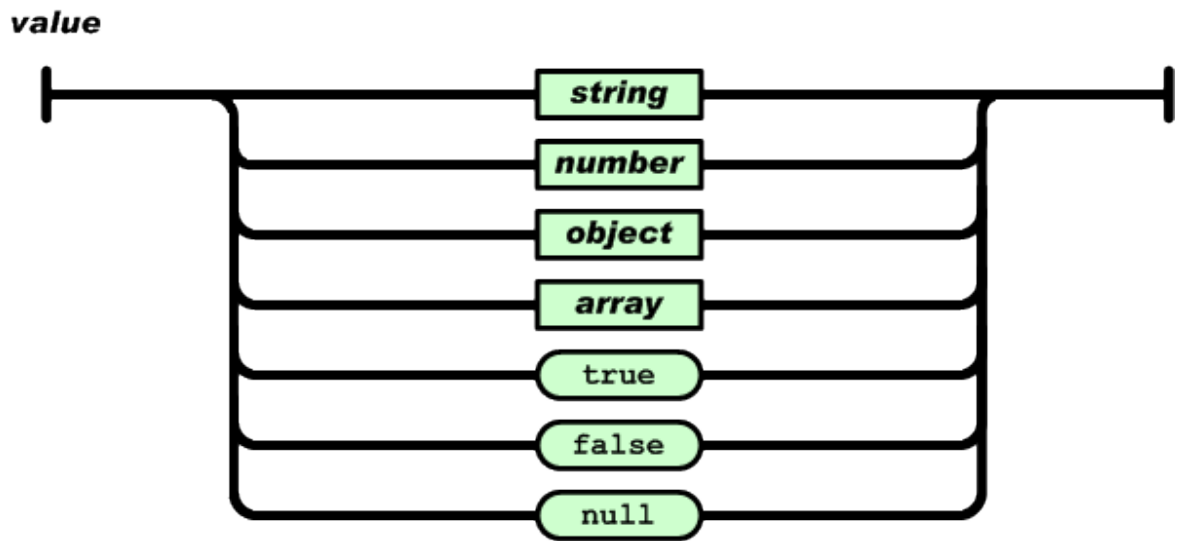 value
string
number
object
array
true
false
null